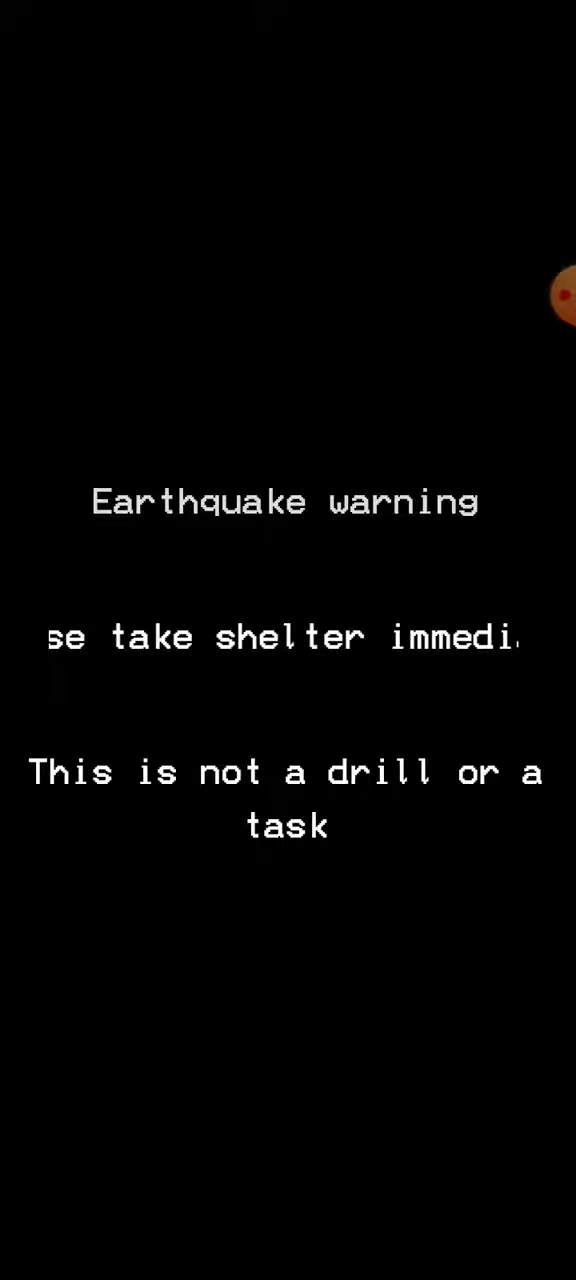 Earthquake warning
se take shelter immedi
This is not a drill or a
task